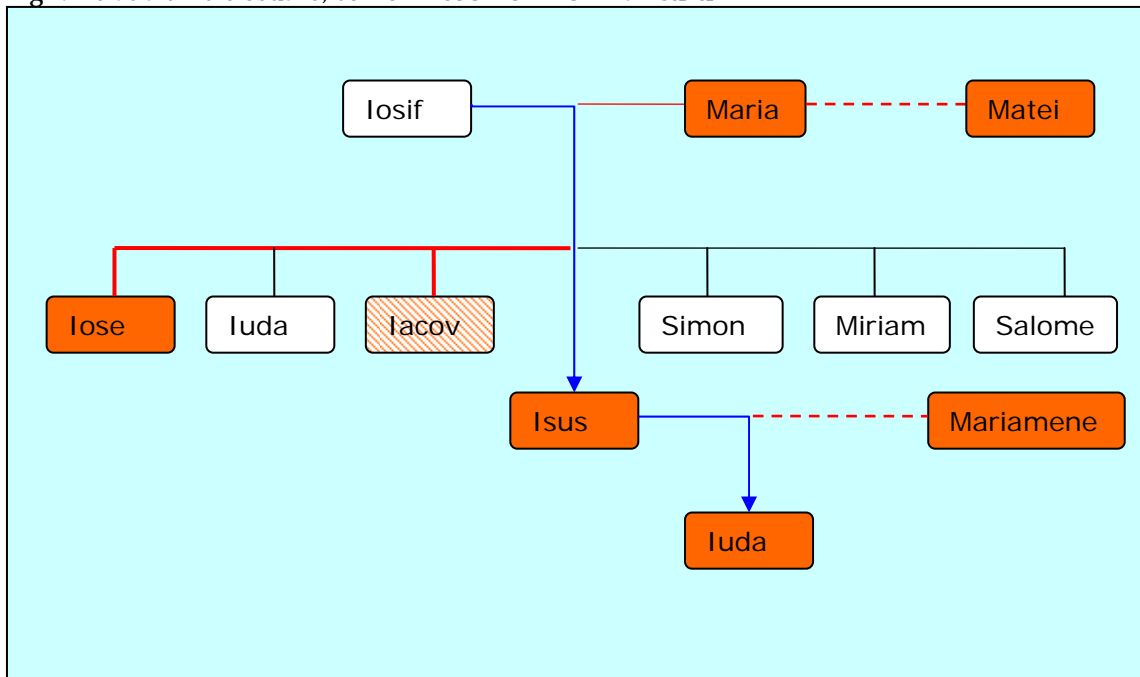 Iosif
Maria
Matei
Iose
Iuda
Iacov
Simon
Miriam
Salome
Isus
Mariamene
Iuda